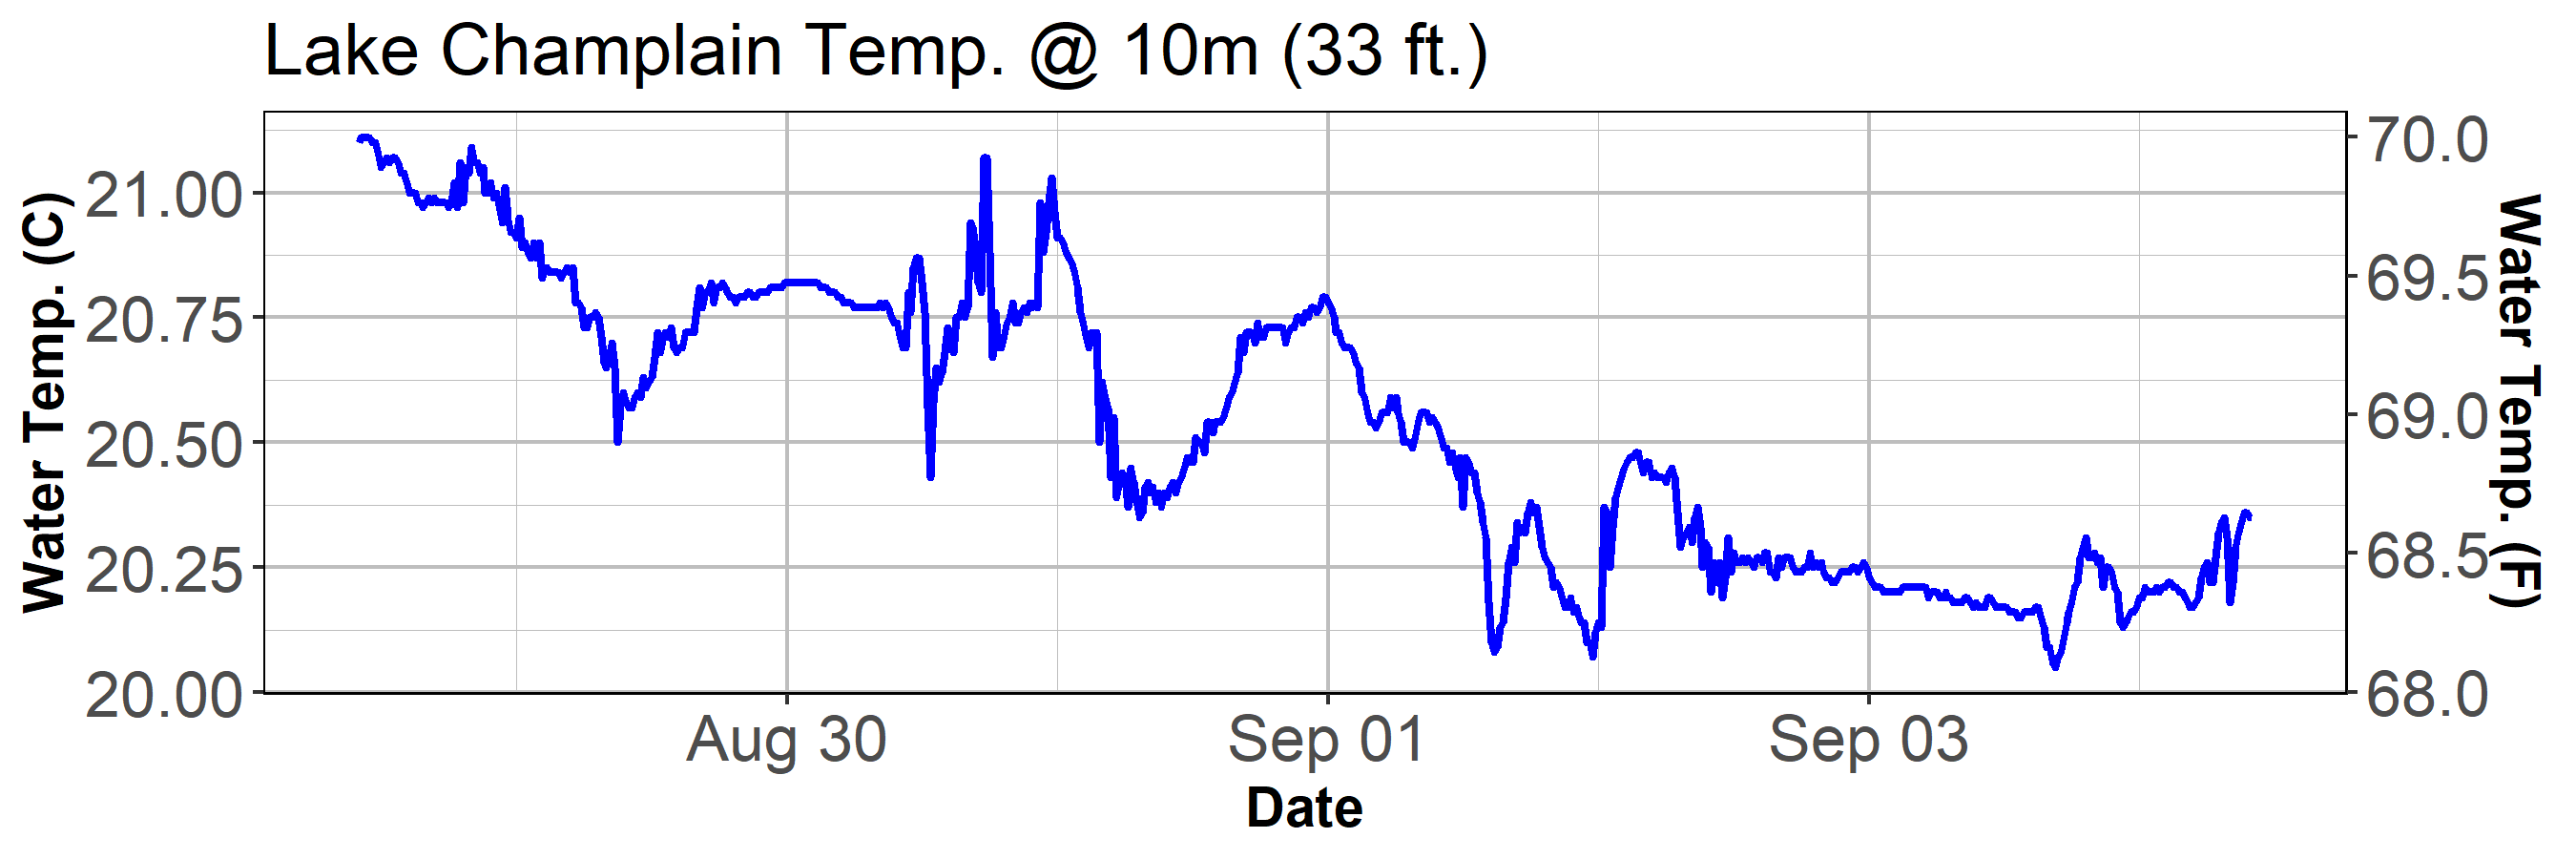 Lake Champlain Temp. @ 10m (33 ft.)
Water Temp. (C)
21.00
20.75
20.50
20.25
20.00
70.0
69.5
69.0
68.5
68.0
Water Temp. (F)
Aug 30
Sep 01
Sep 03
Date